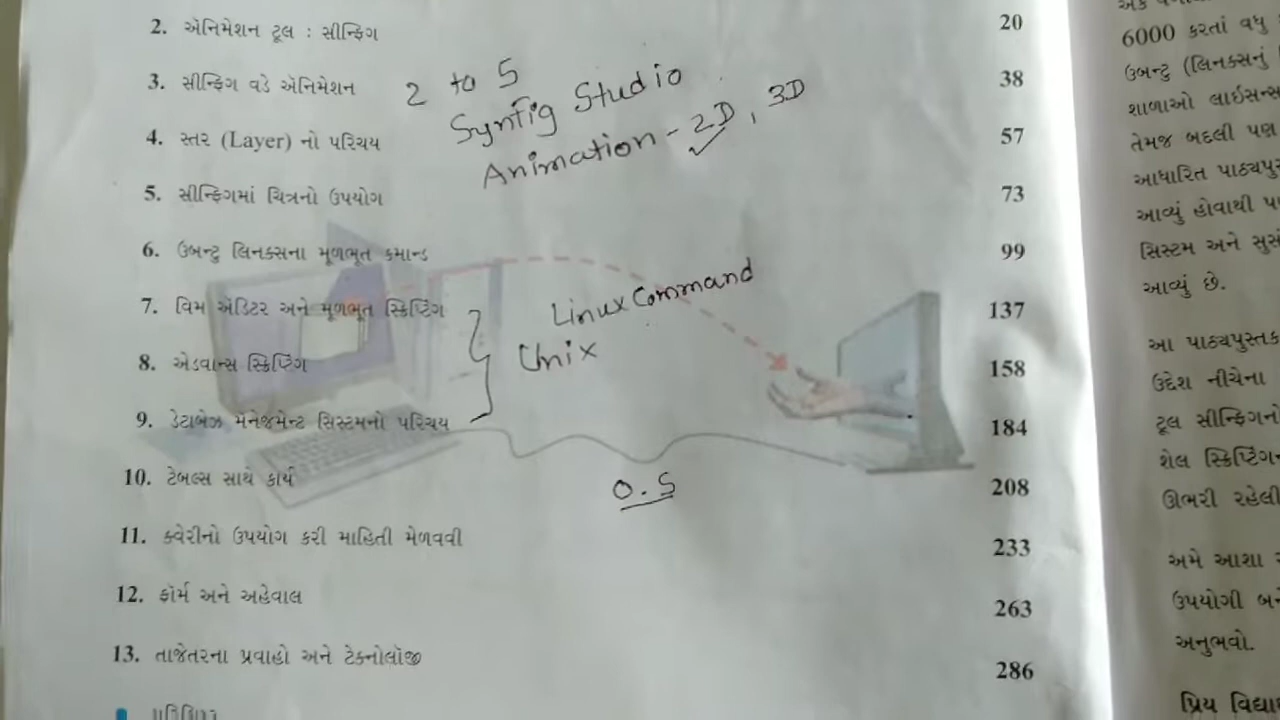 2. ઍનિમેશન ટૂલ : સીન્ફિગ 20
3. સીન્ફિગ વડે ઍનિમેશન 38
2 to 5
Synfig Studio
Animation - 2D, 3D
4. સ્તર (Layer) નો પરિચય 57
5. સીન્ફિગમાં ચિત્રનો ઉપયોગ 73
6. ઉબન્ટુ લિનક્સના મૂળભૂત કમાન્ડ 99
7. વિમ ઍડિટર અને મૂળભૂત સ્ક્રિપ્ટિંગ 137
Linux Command
Unix
8. એડવાન્સ સ્ક્રિપ્ટિંગ 158
9. ડેટાબેઝ મૅનેજમેન્ટ સિસ્ટમનો પરિચય 184
10. ટેબલ્સ સાથે કાર્ય 208
O.S
11. ક્વેરીનો ઉપયોગ કરી માહિતી મેળવવી 233
12. ફૉર્મ અને અહેવાલ 263
13. તાજેતરના પ્રવાહો અને ટેક્નોલૉજી 286
6000 કરતાં વધુ
ઉબન્ટુ (લિનક્સનું
શાળાઓ લાઇસન્સ
તેમજ બદલી પણ
આધારિત
આવ્યું હોવાથી
સિસ્ટમ અને
આવ્યું છે.
આ પાઠ્યપુસ્તક
ઉદ્દેશ નીચેના
ટૂલ સીન્ફિગનો
શેલ
ઊભરી રહેલી
અમે આશા
ઉપયોગી
અનુભવો.
પ્રિય